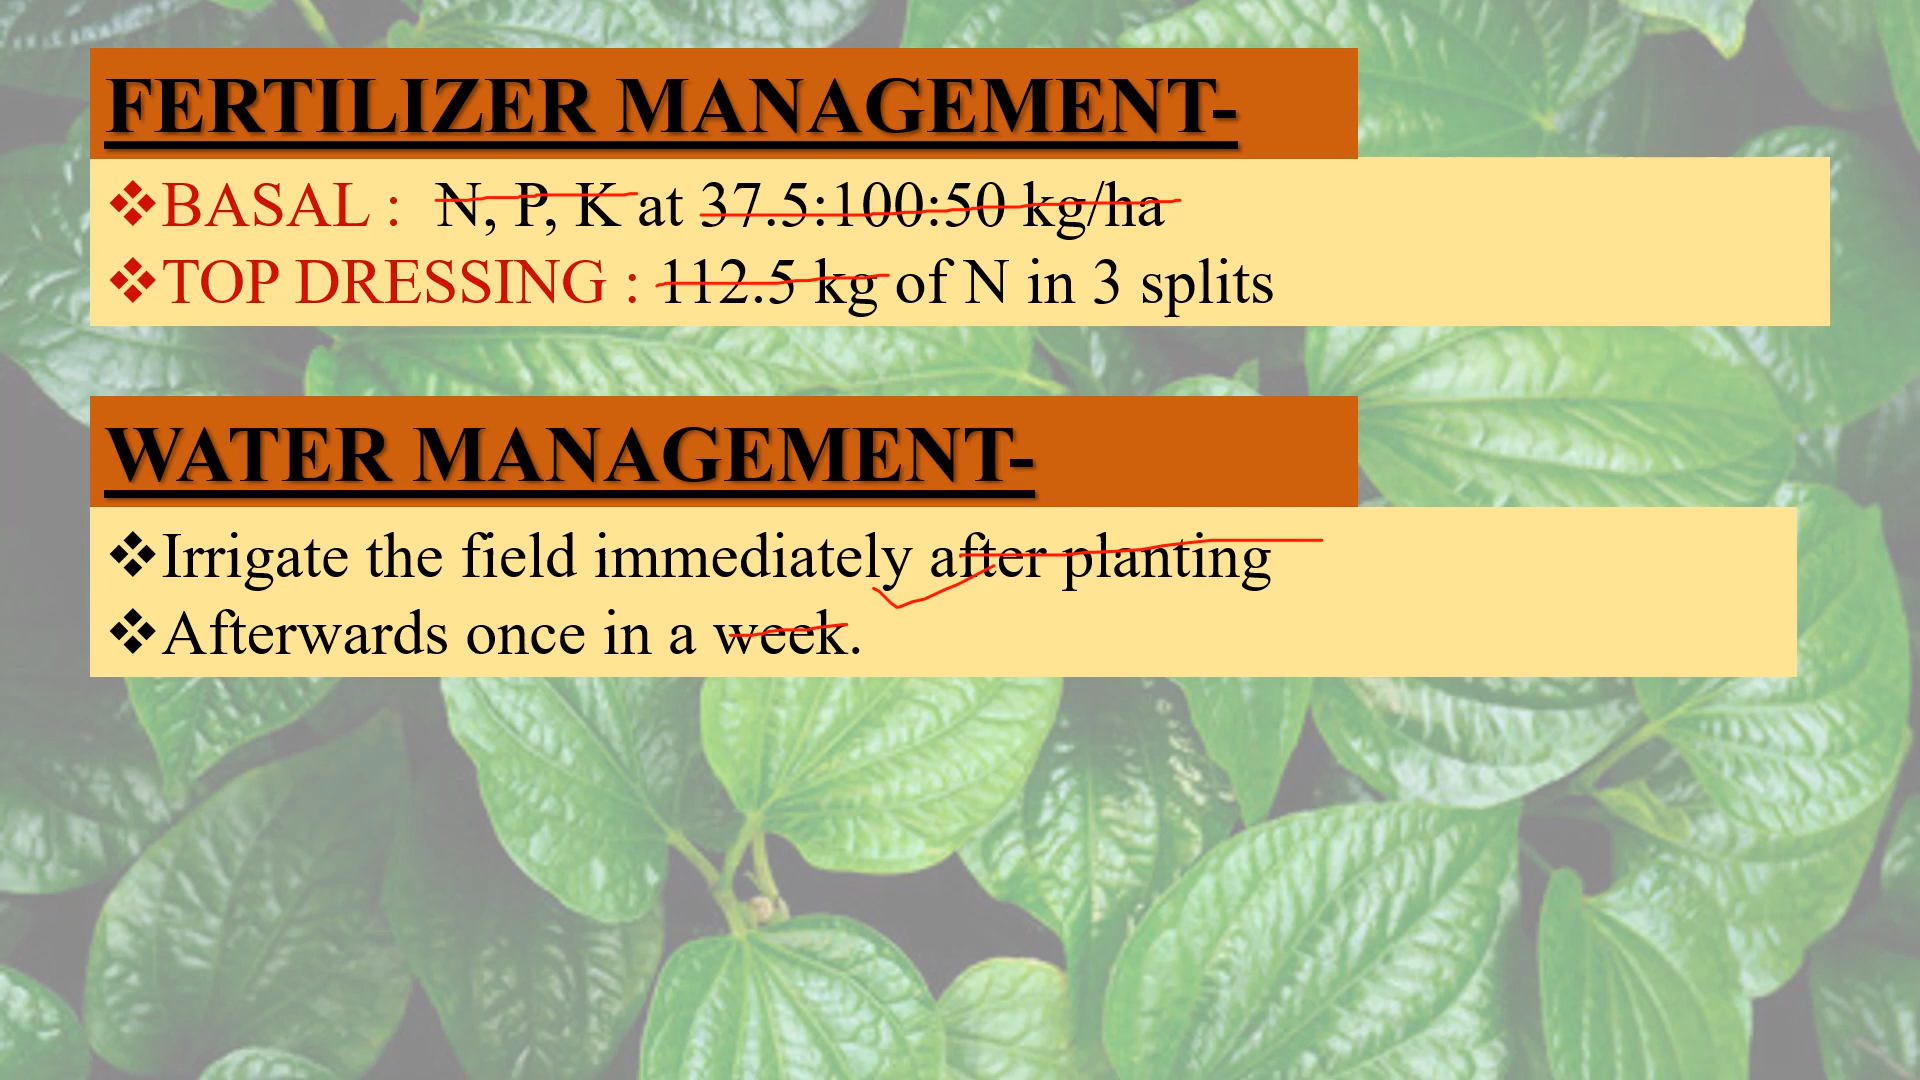 FERTILIZER MANAGEMENT-
❖BASAL : N, P, K at 37.5:100:50 kg/ha
❖TOP DRESSING : 112.5 kg of N in 3 splits
WATER MANAGEMENT-
❖Irrigate the field immediately after planting
❖Afterwards once in a week.